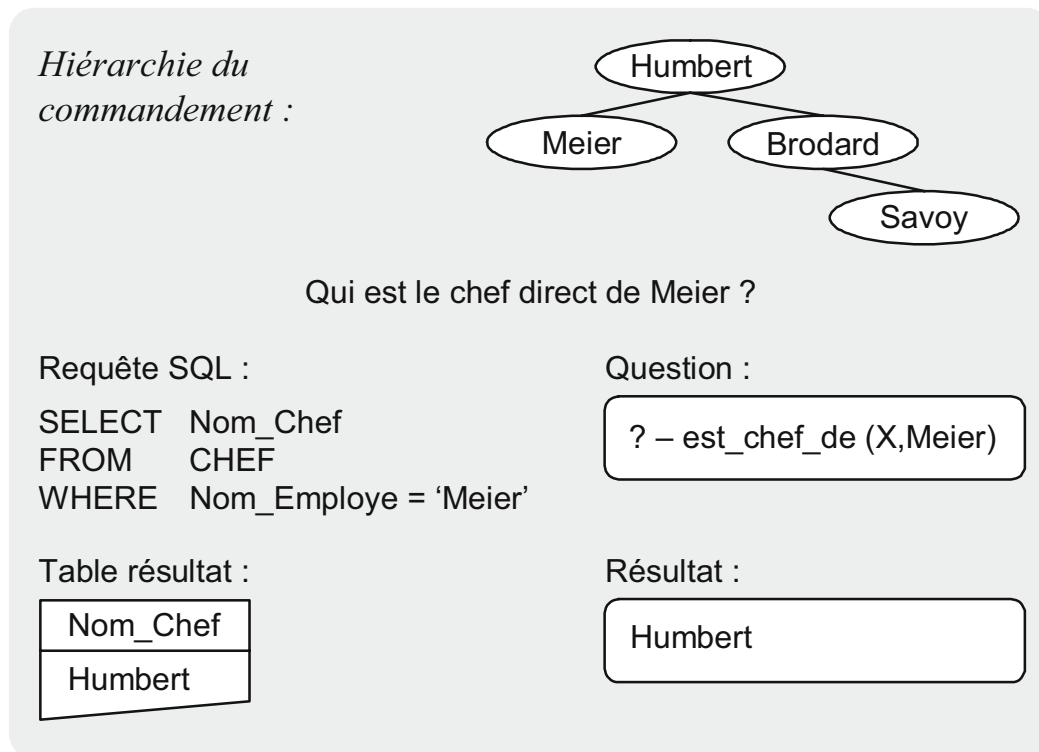 Hiérarchie du
commandement :
Humbert
Meier
Brodard
Savoy
Qui est le chef direct de Meier ?
Requête SQL :
SELECT Nom_Chef
FROM CHEF
WHERE Nom_Employe = ‘Meier’
Question :
? – est_chef_de (X,Meier)
Table résultat :
Nom_Chef
Humbert
Résultat :
Humbert